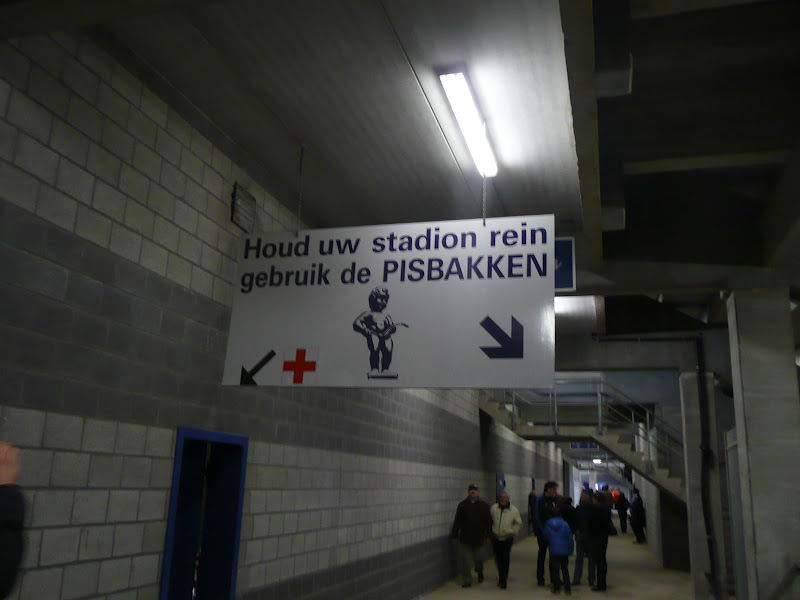 Houd uw stadion rein
gebruik de PISBAKKEN